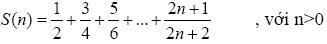 S(n) = 1/2 + 3/4 + 5/6 + ... + (2n+1)/(2n+2) , với n>0